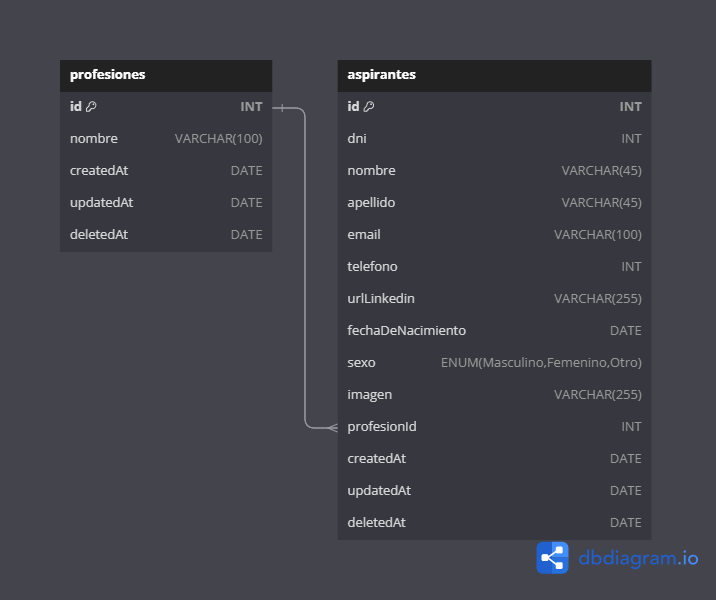 profesiones
id INT
nombre VARCHAR(100)
createdAt DATE
updatedAt DATE
deletedAt DATE
aspirantes
id INT
dni INT
nombre VARCHAR(45)
apellido VARCHAR(45)
email VARCHAR(100)
telefono INT
urlLinkedin VARCHAR(255)
fechaDeNacimiento DATE
sexo ENUM(Masculino,Femenino,Otro)
imagen VARCHAR(255)
profesionId INT
createdAt DATE
updatedAt DATE
deletedAt DATE
dbdiagram.io